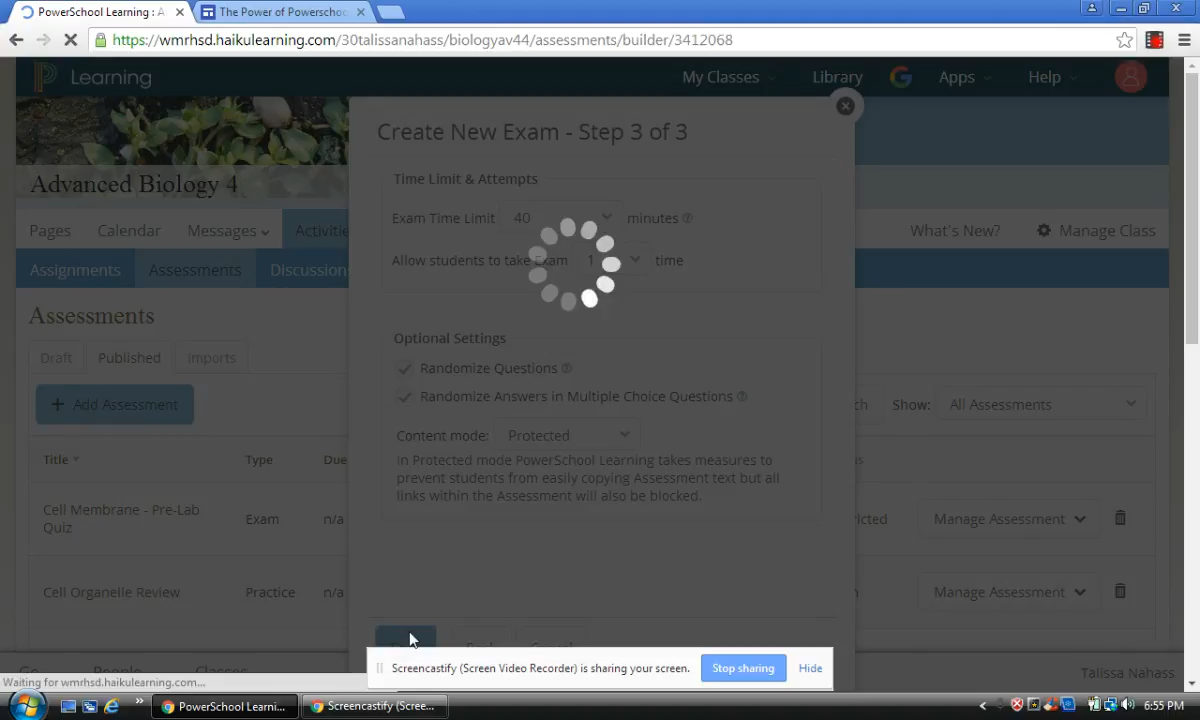 PowerSchool Learning : A
The Power of Powerschoo
https://wmrhsd.haikulearning.com/30talissanahass/biologyav44/assessments/builder/3412068
Learning
My Classes
Library
Apps
Help
Create New Exam - Step 3 of 3
Time Limit & Attempts
Advanced Biology 4
Exam Time Limit 40 minutes
Pages
Calendar
Messages
Activitie
What's New?
Manage Class
Allow students to take Exam 1 time
Assignments
Assessments
Discussion
Assessments
Optional Settings
Draft
Published
Imports
Randomize Questions
Randomize Answers in Multiple Choice Questions
+ Add Assessment
ch
Show:
All Assessments
Content mode: Protected
In Protected mode PowerSchool Learning takes measures to
prevent students from easily copying Assessment text but all
links within the Assessment will also be blocked.
Title
Type
Due
us
Cell Membrane - Pre-Lab
Quiz
Exam
n/a
ricted
Manage Assessment
Cell Organelle Review
Practice
n/a
n
Manage Assessment
Screencastify (Screen Video Recorder) is sharing your screen.
Stop sharing
Hide
People
Classes
Talissa Nahass
Waiting for wmrhsd.haikulearning.com...
PowerSchool Learni...
Screencastify (Scree...
6:55 PM